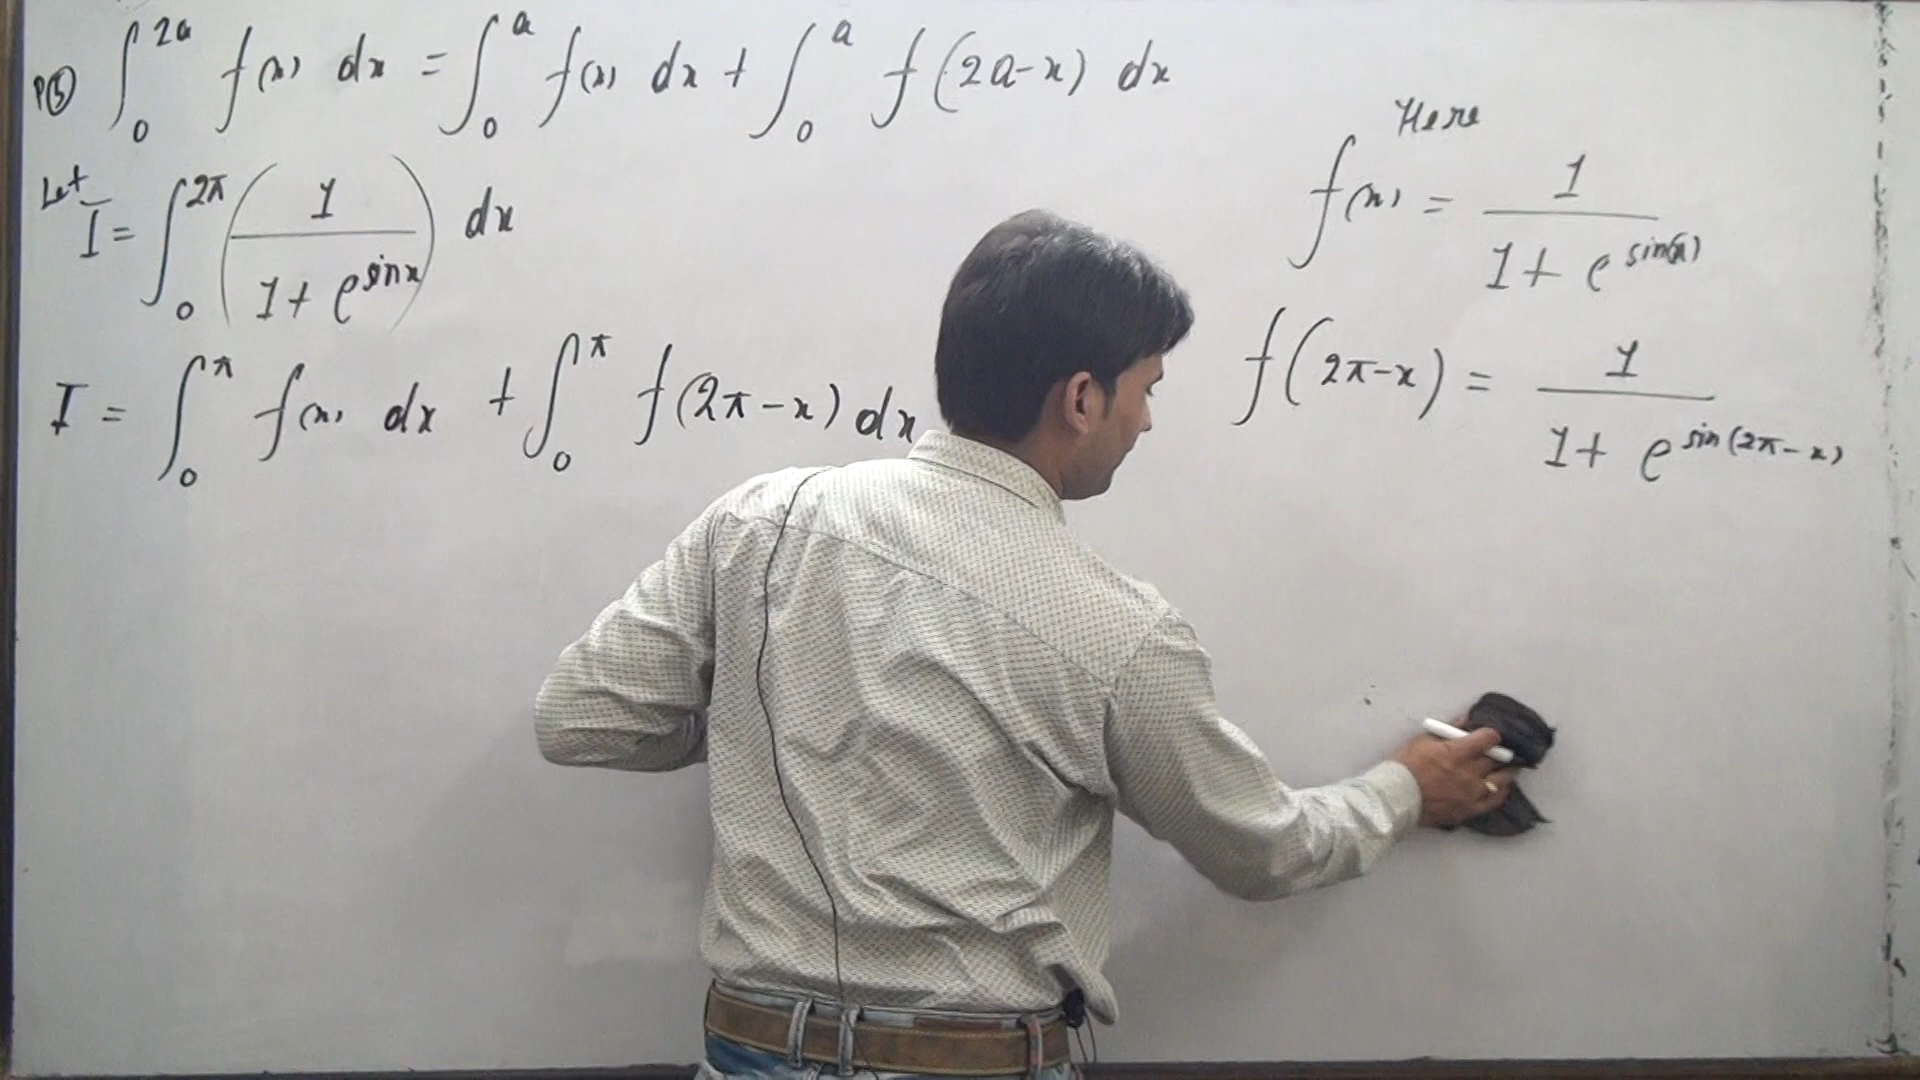 P(5) ∫₀^2a f(x) dx = ∫₀^a f(x) dx + ∫₀^a f(2a-x) dx
Let I = ∫₀^2π (1/(1+e^sinx)) dx
I = ∫₀^π f(x) dx + ∫₀^π f(2π-x) dx
Here
f(x) = 1/(1+e^sin(x))
f(2π-x) = 1/(1+e^sin(2π-x))